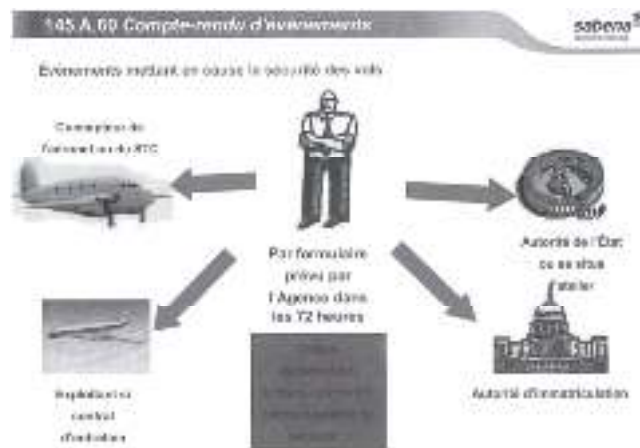 145 A 60 Compte-rendu d'événements
sabena
Evénements mettant en cause la sécurité des vols
Concepteur de
l'aéronef ou du STC
Par formulaire
prévu par
l'Agence dans
les 72 heures
Autorité de l'État
ou se situe
l'atelier
Exploitant si
contrat
d'entretien
Autorité d'immatriculation